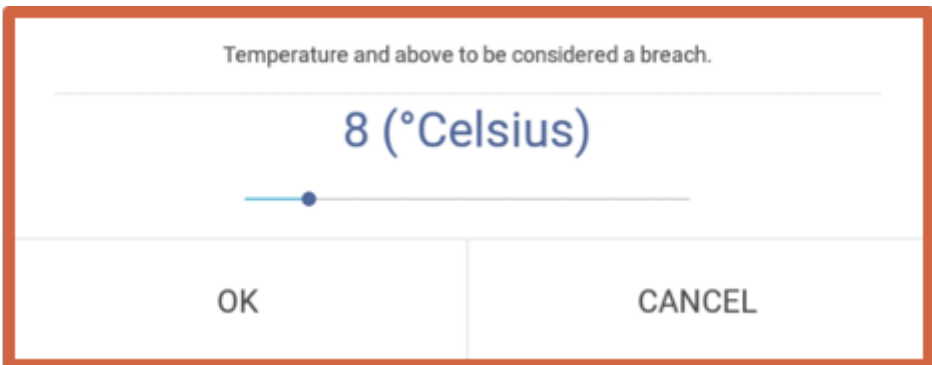 Temperature and above to be considered a breach.
8 (°Celsius)
OK
CANCEL